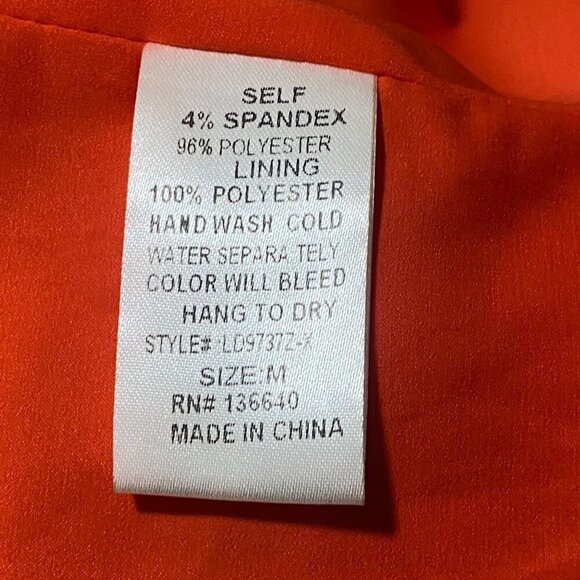 SELF
4% SPANDEX
96% POLYESTER
LINING
100% POLYESTER
HAND WASH COLD
WATER SEPARA TELY
COLOR WILL BLEED
HANG TO DRY
STYLE# LD9737Z-X
SIZE:M
RN# 136640
MADE IN CHINA